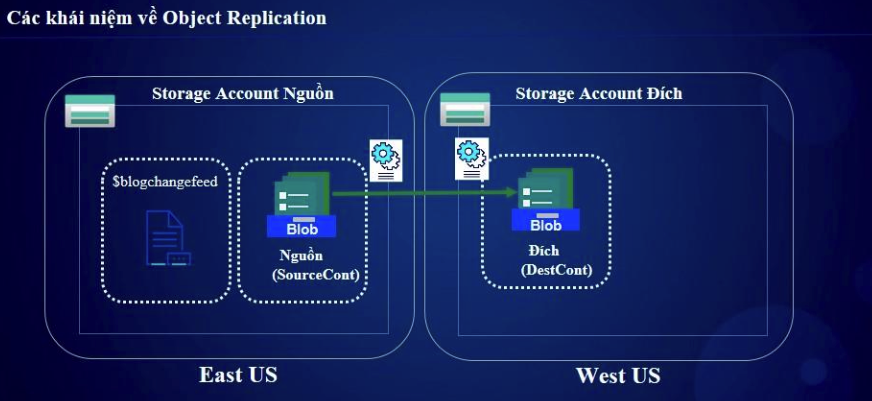 Các khái niệm về Object Replication
Storage Account Nguồn
Storage Account Đích
$blogchangefeed
Blob
Nguồn
(SourceCont)
Blob
Đích
(DestCont)
East US
West US